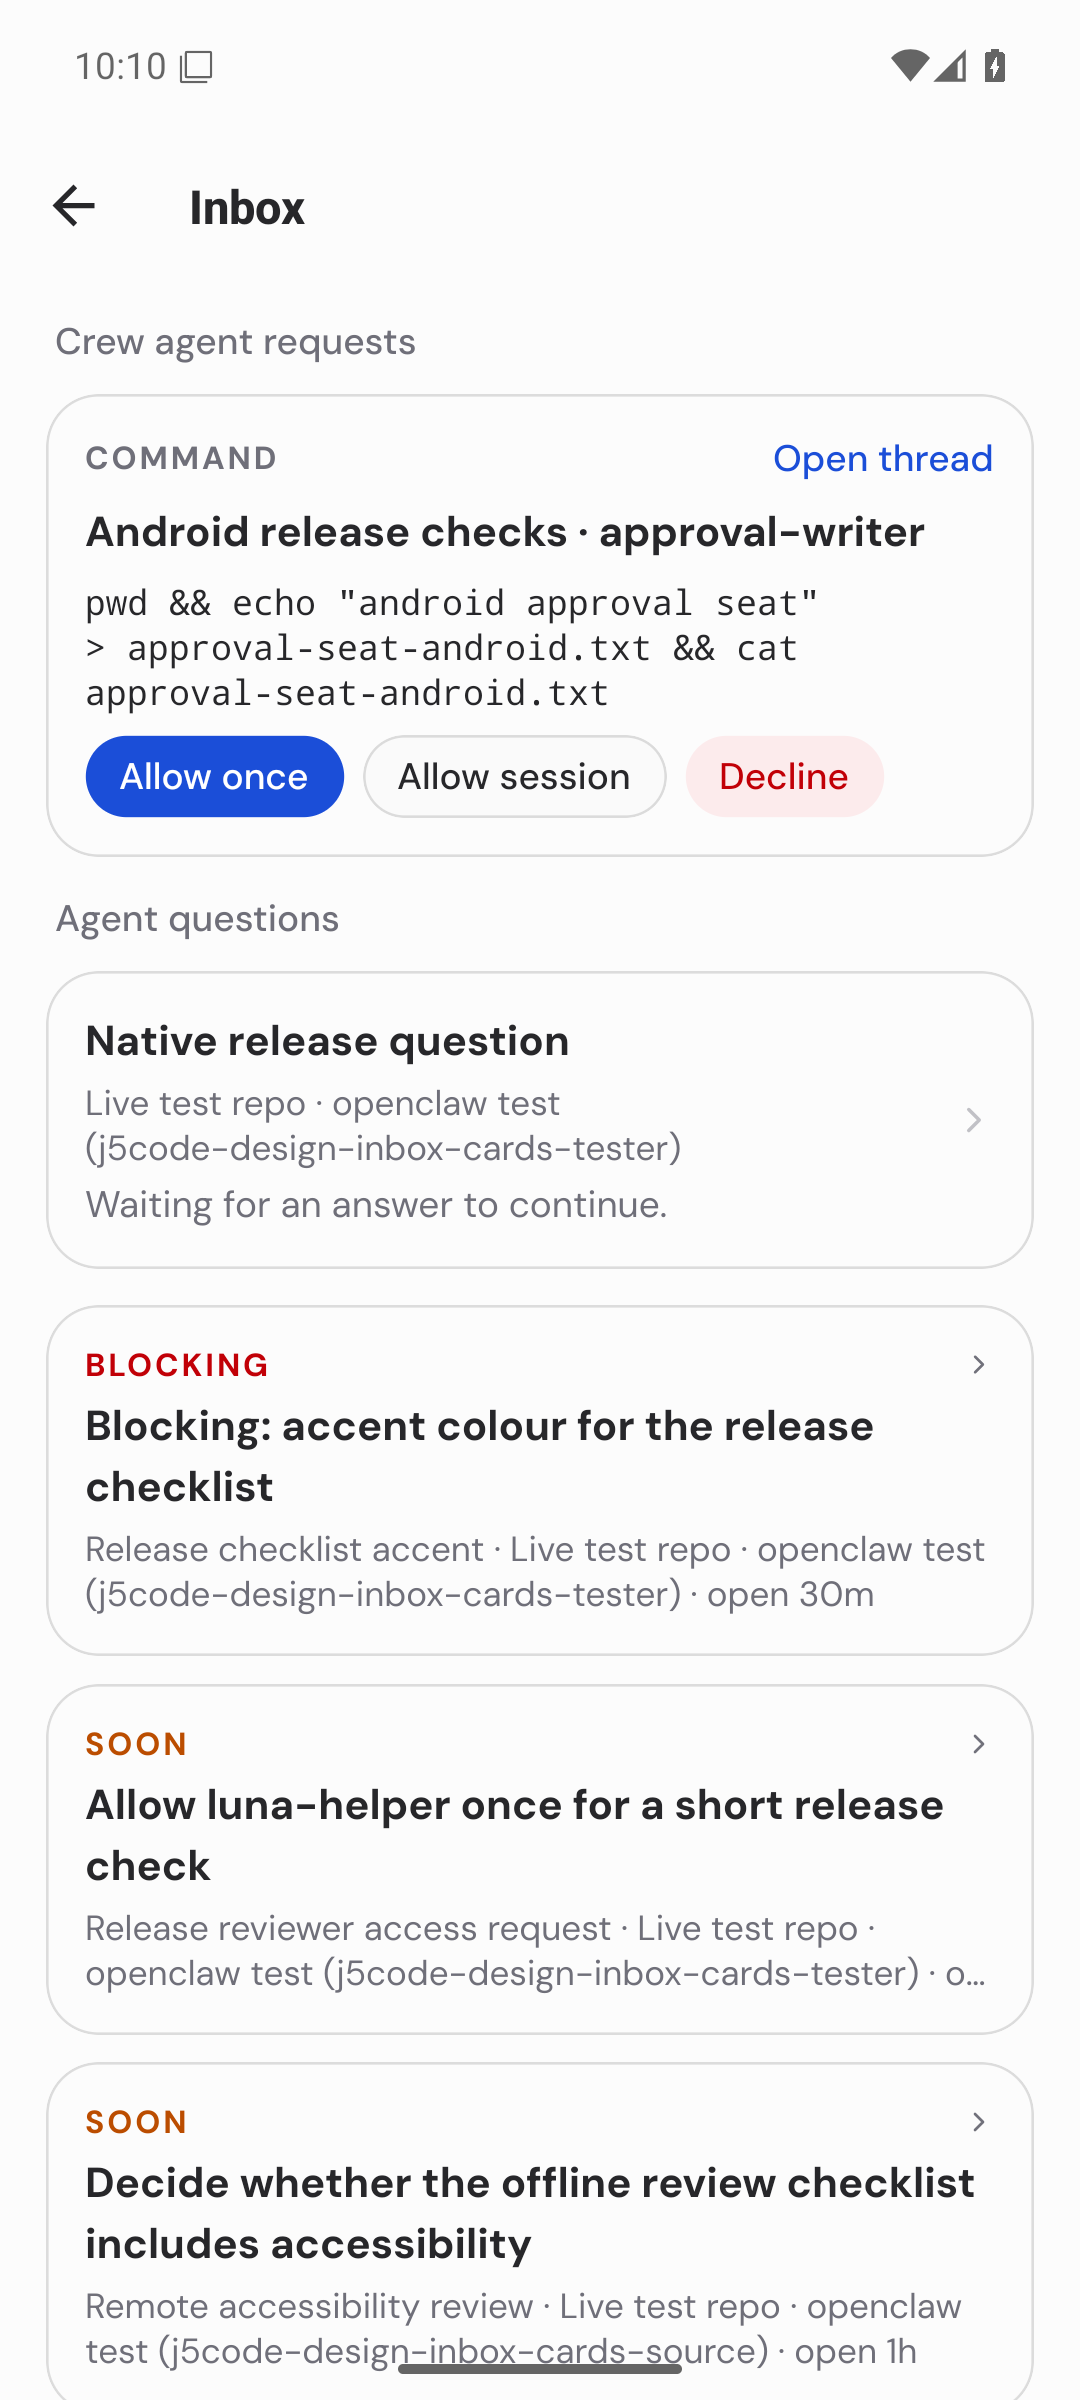 10:10
Inbox
Crew agent requests
COMMAND
Open thread
Android release checks · approval-writer
pwd && echo "android approval seat"
> approval-seat-android.txt && cat
approval-seat-android.txt
Allow once
Allow session
Decline
Agent questions
Native release question
Live test repo · openclaw test
(j5code-design-inbox-cards-tester)
Waiting for an answer to continue.
BLOCKING
Blocking: accent colour for the release
checklist
Release checklist accent · Live test repo · openclaw test
(j5code-design-inbox-cards-tester) · open 30m
SOON
Allow luna-helper once for a short release
check
Release reviewer access request · Live test repo ·
openclaw test (j5code-design-inbox-cards-tester) · o...
SOON
Decide whether the offline review checklist
includes accessibility
Remote accessibility review · Live test repo · openclaw
test (j5code-design-inbox-cards-source) · open 1h